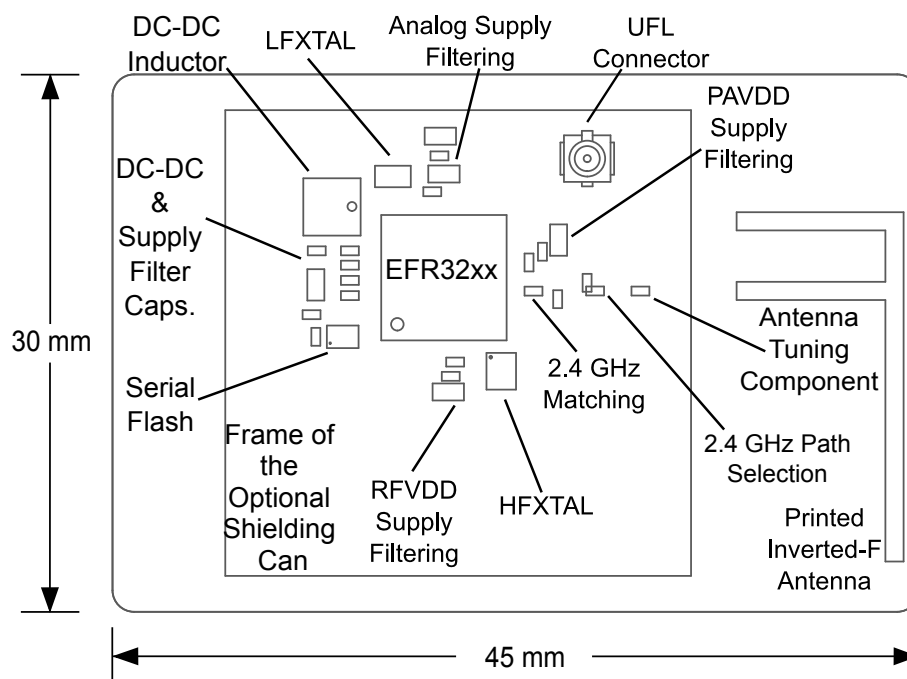 DC-DC
Inductor
LFXTAL
Analog Supply
Filtering
UFL
Connector
PAVDD
Supply
Filtering
DC-DC
&
Supply
Filter
Caps.
EFR32xx
30 mm
Antenna
Tuning
Component
2.4 GHz
Matching
Serial
Flash
2.4 GHz Path
Selection
Frame of
the
Optional
Shielding
Can
RFVDD
Supply
Filtering
HFXTAL
Printed
Inverted-F
Antenna
45 mm